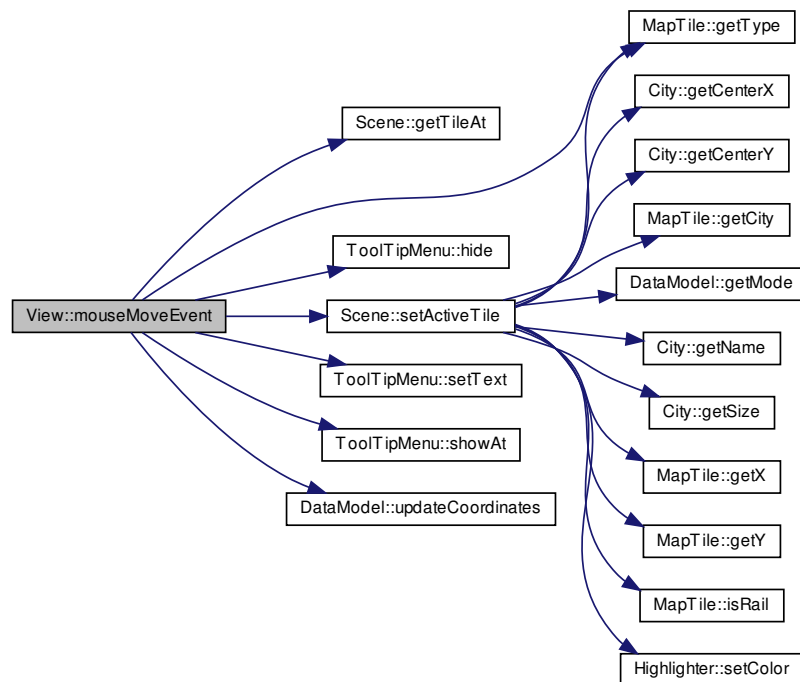 MapTile::getType
City::getCenterX
Scene::getTileAt
City::getCenterY
MapTile::getCity
ToolTipMenu::hide
DataModel::getMode
View::mouseMoveEvent
Scene::setActiveTile
City::getName
ToolTipMenu::setText
City::getSize
ToolTipMenu::showAt
MapTile::getX
DataModel::updateCoordinates
MapTile::getY
MapTile::isRail
Highlighter::setColor